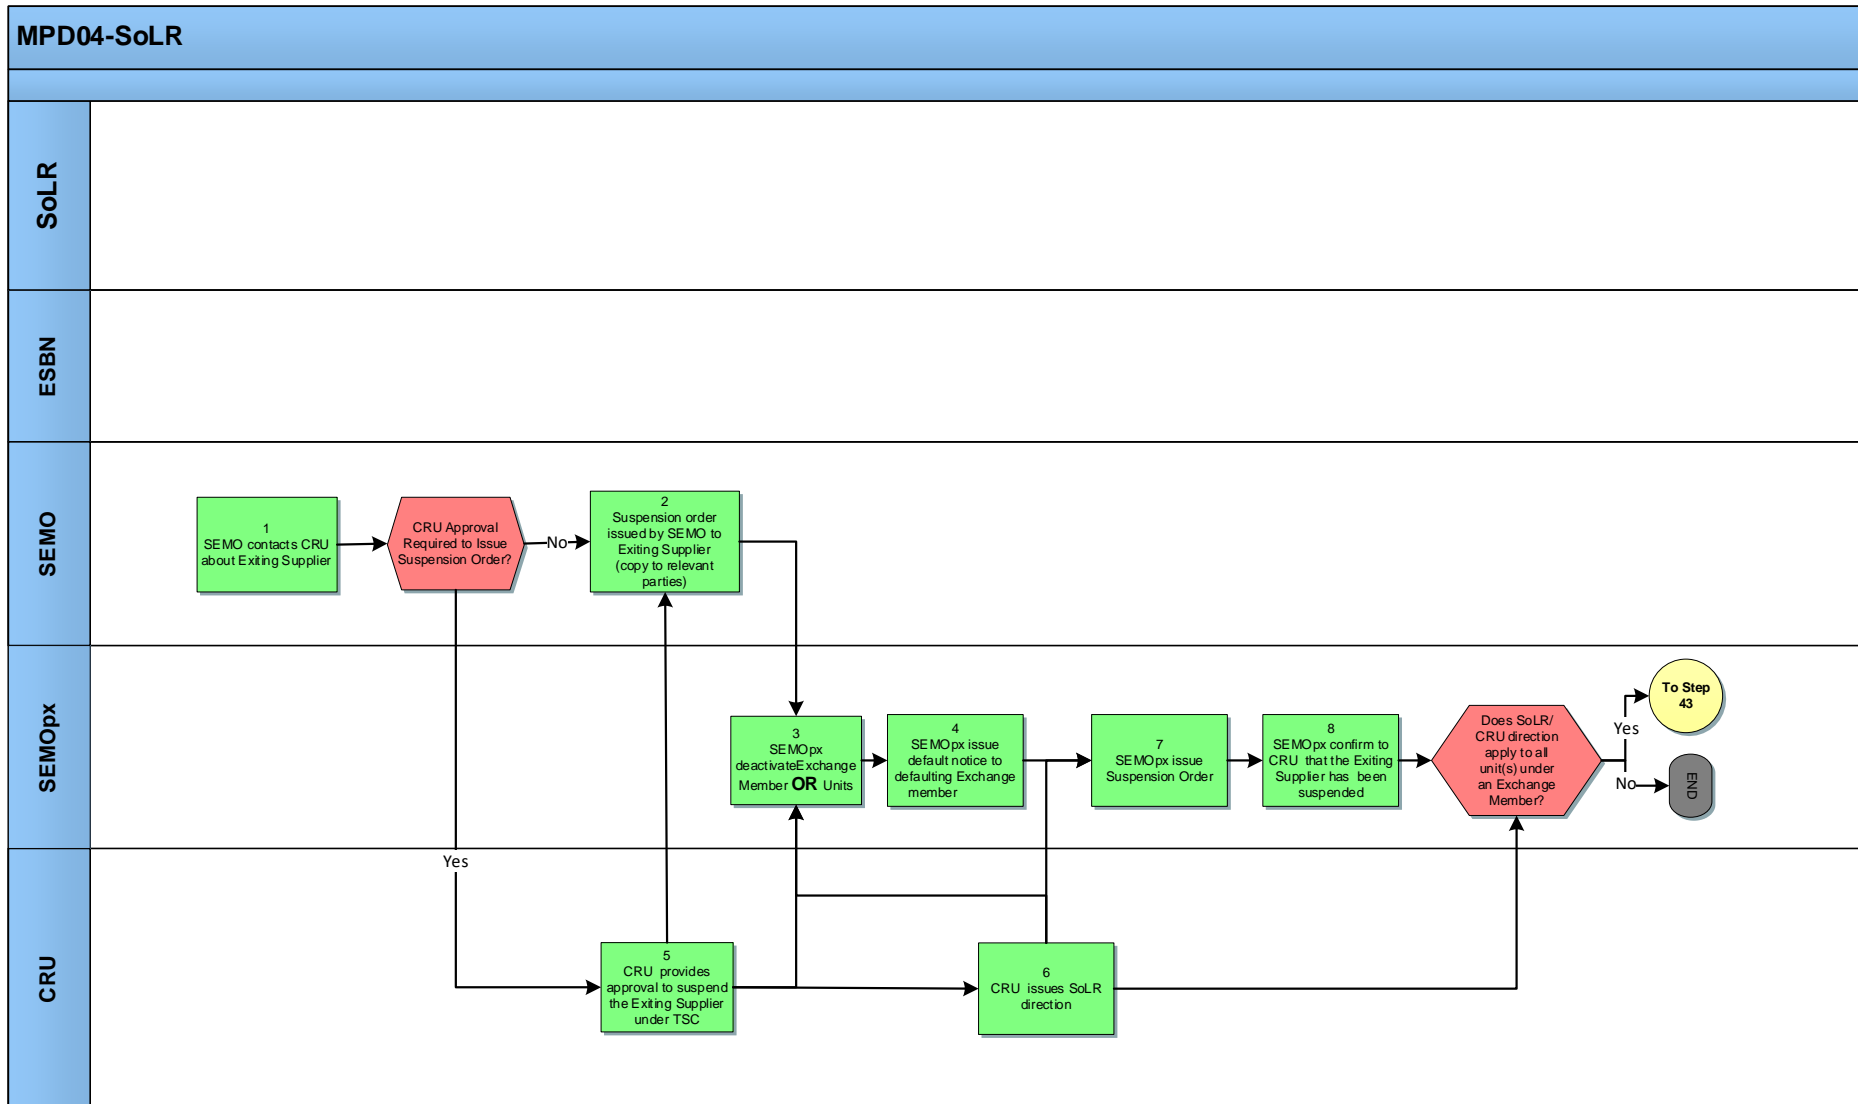 MPD04-SoLR
SoLR
ESBN
SEMO
1
SEMO contacts CRU
about Exiting Supplier
CRU Approval
Required to Issue
Suspension Order?
No
2
Suspension order
issued by SEMO to
Exiting Supplier
(copy to relevant
parties)
SEMOpx
3
SEMOpx
deactivateExchange
Member OR Units
4
SEMOpx issue
default notice to
defaulting Exchange
member
7
SEMOpx issue
Suspension Order
8
SEMOpx confirm to
CRU that the Exiting
Supplier has been
suspended
Does SoLR/
CRU direction
apply to all
unit(s) under
an Exchange
Member?
Yes
To Step
43
No
END
CRU
Yes
5
CRU provides
approval to suspend
the Exiting Supplier
under TSC
6
CRU issues SoLR
direction